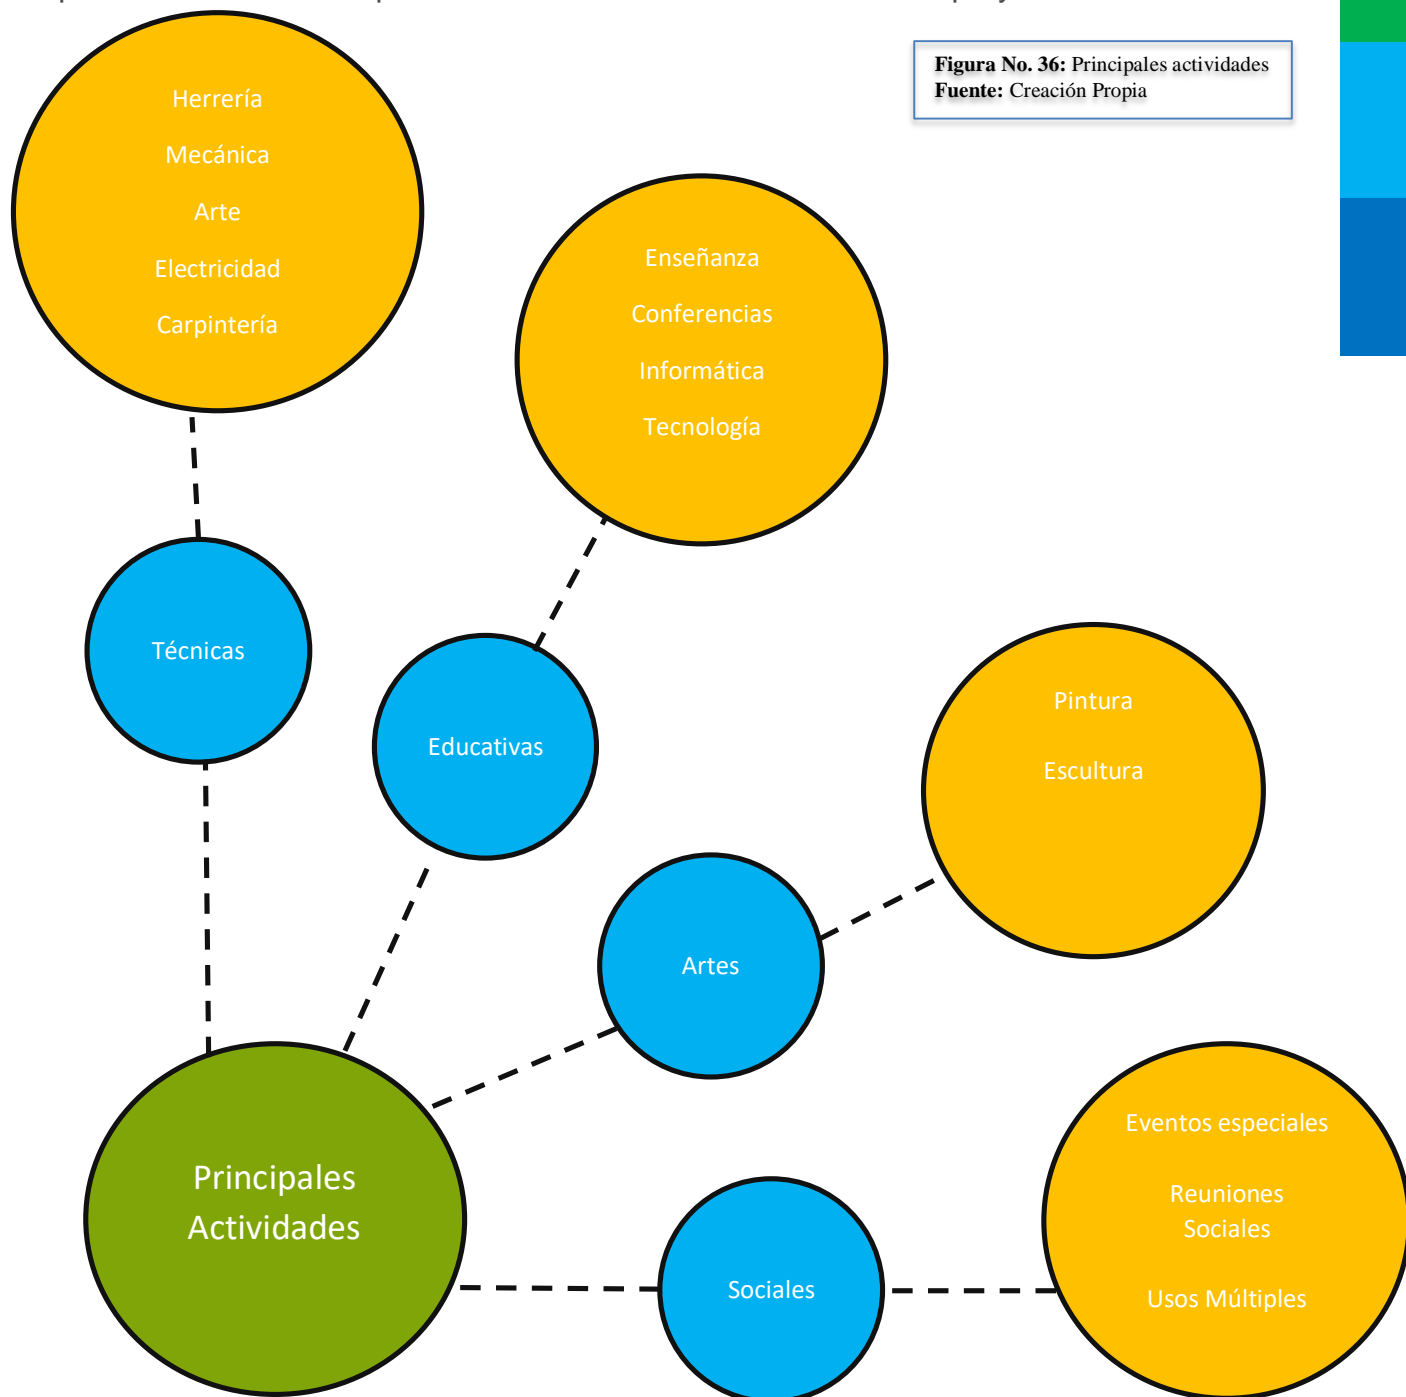 Figura No. 36: Principales actividades
Fuente: Creación Propia
Herrería
Mecánica
Arte
Electricidad
Carpintería
Enseñanza
Conferencias
Informática
Tecnología
Técnicas
Educativas
Pintura
Escultura
Artes
Principales
Actividades
Sociales
Eventos especiales
Reuniones
Sociales
Usos Múltiples